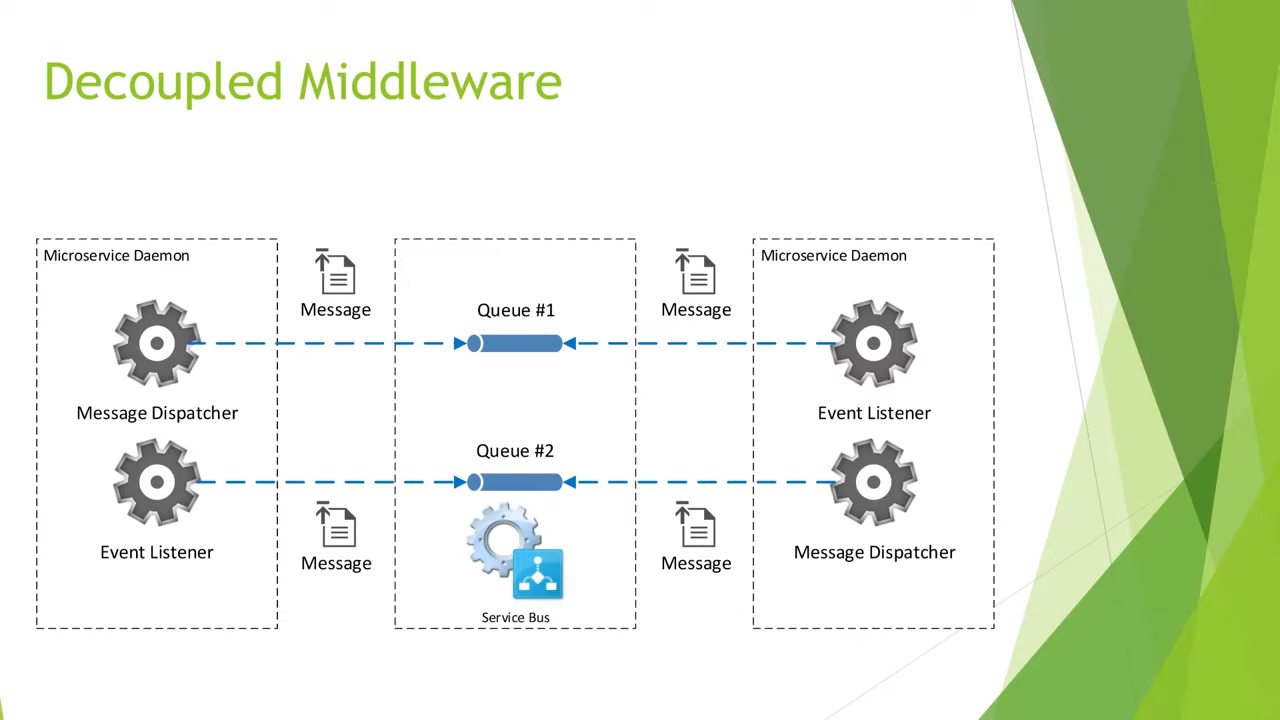 Decoupled Middleware
Microservice Daemon
Message Dispatcher
Event Listener
Message
Message
Queue #1
Queue #2
Service Bus
Message
Message
Microservice Daemon
Event Listener
Message Dispatcher